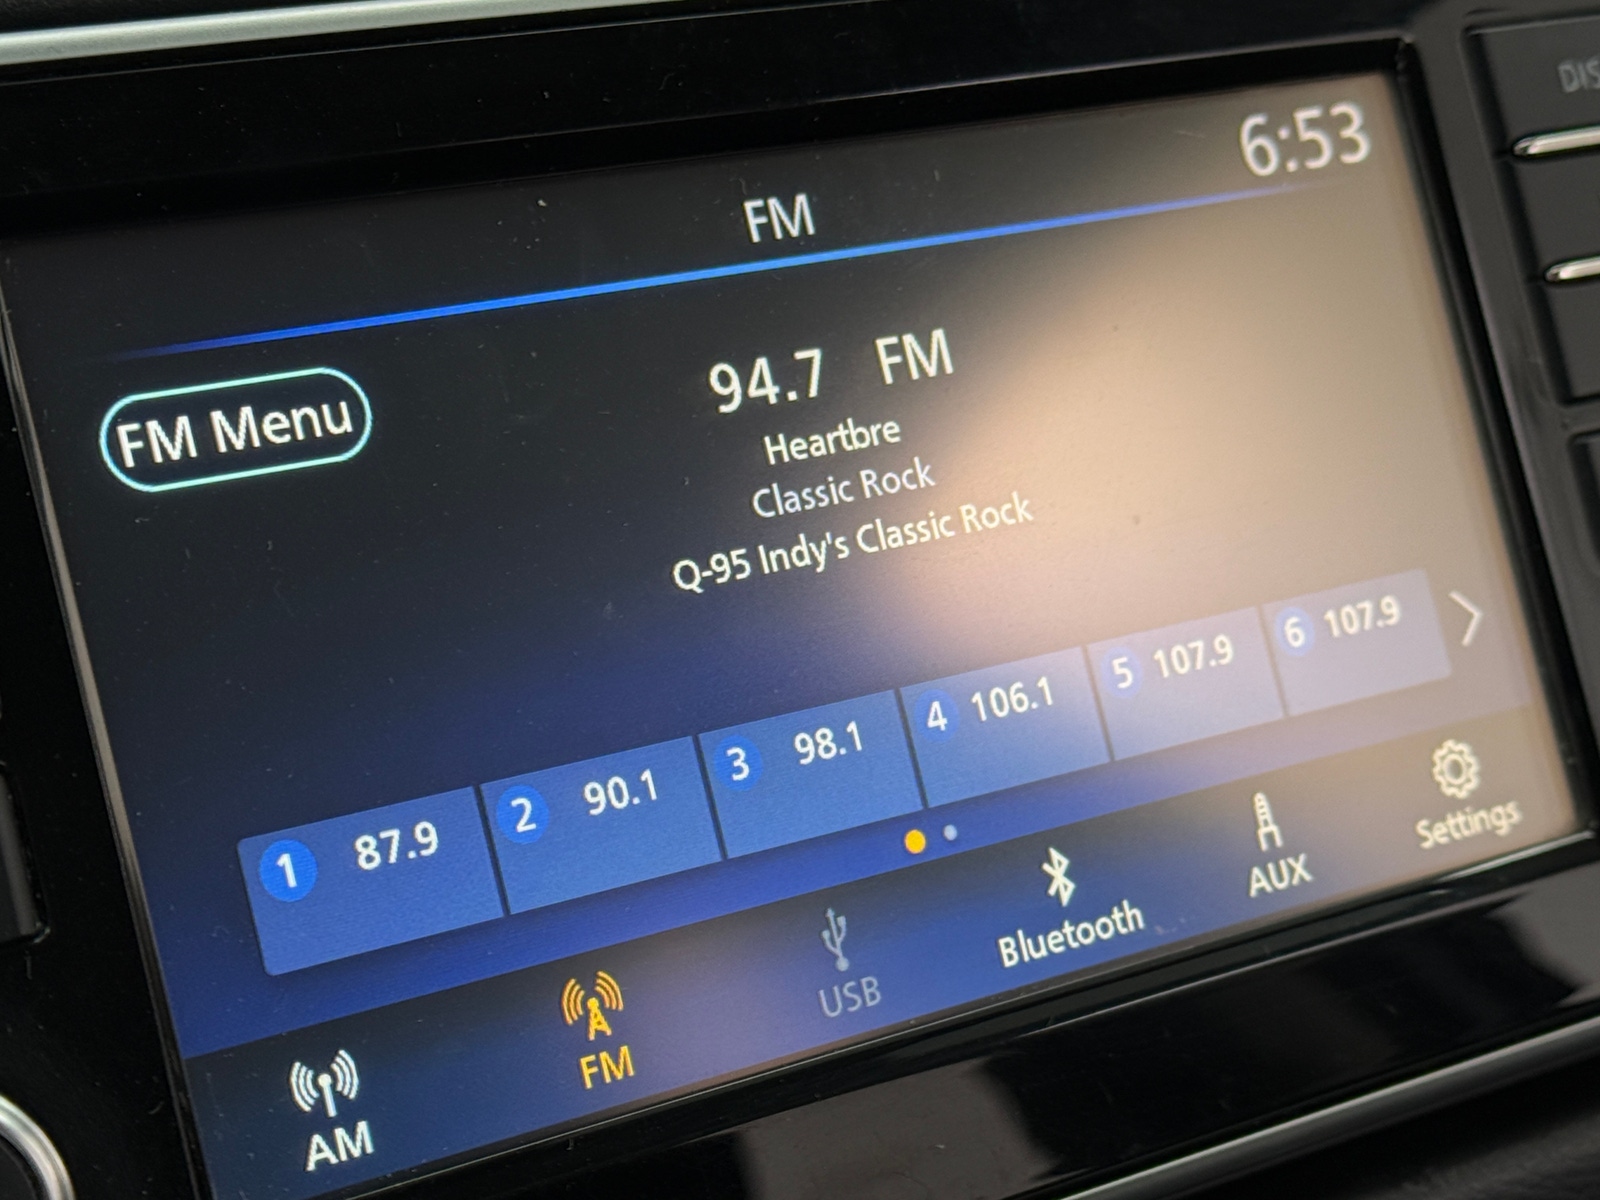 DIS
6:53
FM
94.7 FM
FM Menu
Heartbre
Classic Rock
Q-95 Indy's Classic Rock
1 87.9
2 90.1
3 98.1
4 106.1
5 107.9
6 107.9
AM
FM
USB
Bluetooth
AUX
Settings